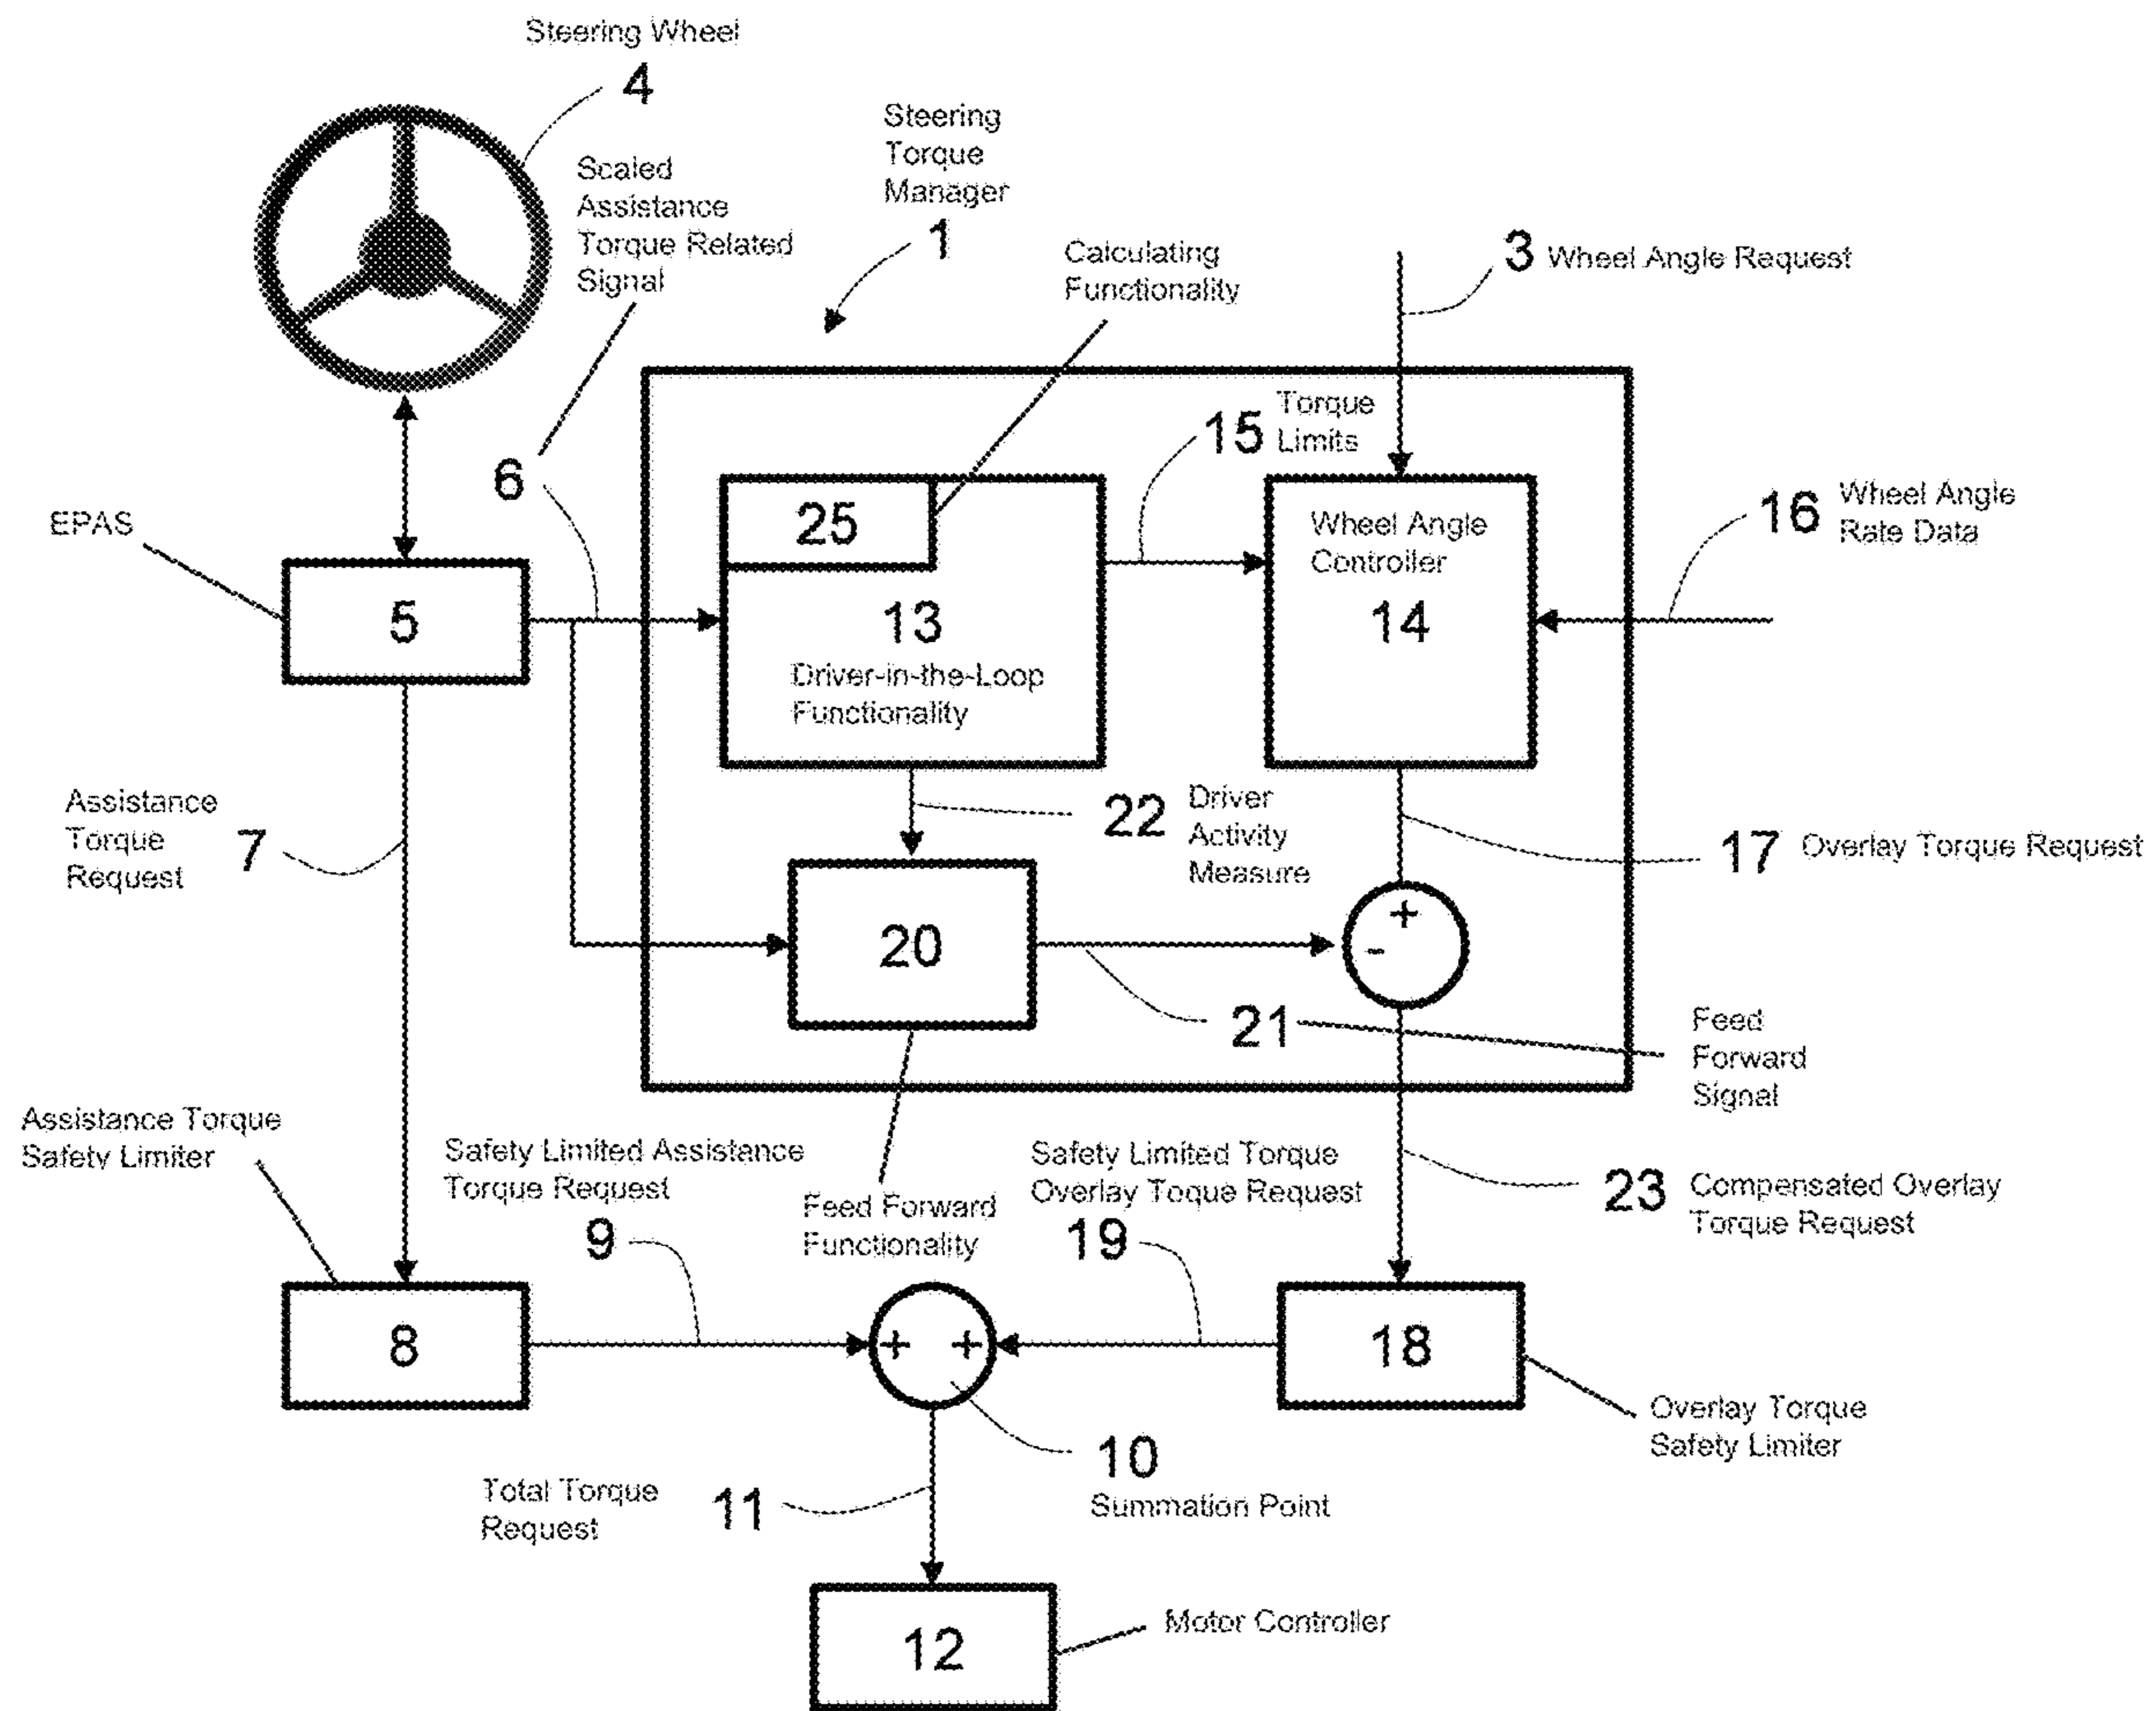 Steering Wheel
4
Scaled
Assistance
Torque Related
Signal
6
Steering
Torque
Manager
1
Calculating
Functionality
3 Wheel Angle Request
15 Torque
Limits
EPAS
5
25
13
Driver-in-the-Loop
Functionality
Wheel Angle
Controller
14
16 Wheel Angle
Rate Data
Assistance
Torque
Request
7
22 Driver
Activity
Measure
17 Overlay Torque Request
+
-
20
21
Feed
Forward
Signal
Assistance Torque
Safety Limiter
Safety Limited Assistance
Torque Request
9
Feed Forward
Functionality
Safety Limited Torque
Overlay Toque Request
19
23 Compensated Overlay
Torque Request
8
+ +
18
10
Summation Point
Overlay Torque
Safety Limiter
Total Torque
Request
11
12
Motor Controller